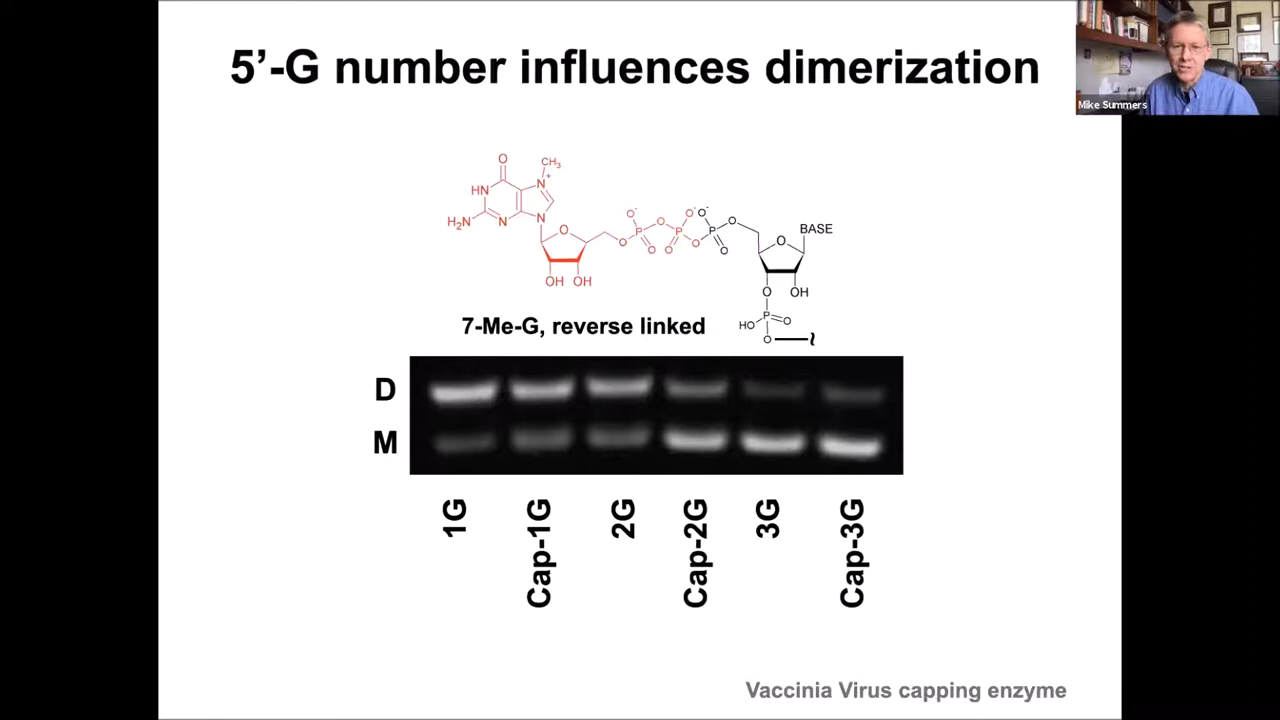 5’-G number influences dimerization
Mike Summers
O
CH3
HN
N
+
H2N
N
N
O
OH OH
O
O-
P
O
O
P
O
O-
O
O-
P
O
O
O
BASE
O
OH
HO
P
O
O
7-Me-G, reverse linked
D
M
1G
Cap-1G
2G
Cap-2G
3G
Cap-3G
Vaccinia Virus capping enzyme